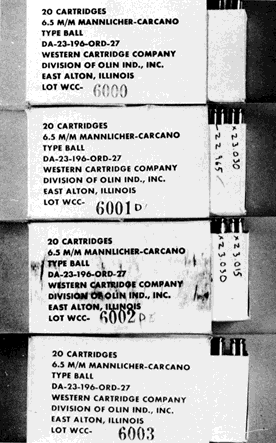 20 CARTRIDGES
6.5 M/M MANNLICHER-CARCANO
TYPE BALL
DA-23-196-ORD-27
WESTERN CARTRIDGE COMPANY
DIVISION OF OLIN IND., INC.
EAST ALTON, ILLINOIS
LOT WCC- 6000
20 CARTRIDGES
6.5 M/M MANNLICHER-CARCANO
TYPE BALL
DA-23-196-ORD-27
WESTERN CARTRIDGE COMPANY
DIVISION OF OLIN IND., INC.
EAST ALTON, ILLINOIS
LOT WCC- 6001 D
x 23 030
20 CARTRIDGES
6.5 M/M MANNLICHER-CARCANO
TYPE BALL
DA-23-196-ORD-27
WESTERN CARTRIDGE COMPANY
DIVISION OF OLIN IND., INC.
EAST ALTON, ILLINOIS
LOT WCC- 6002
x 23015
x 23030
20 CARTRIDGES
6.5 M/M MANNLICHER-CARCANO
TYPE BALL
DA-23-196-ORD-27
WESTERN CARTRIDGE COMPANY
DIVISION OF OLIN IND., INC.
EAST ALTON, ILLINOIS
LOT WCC- 6003